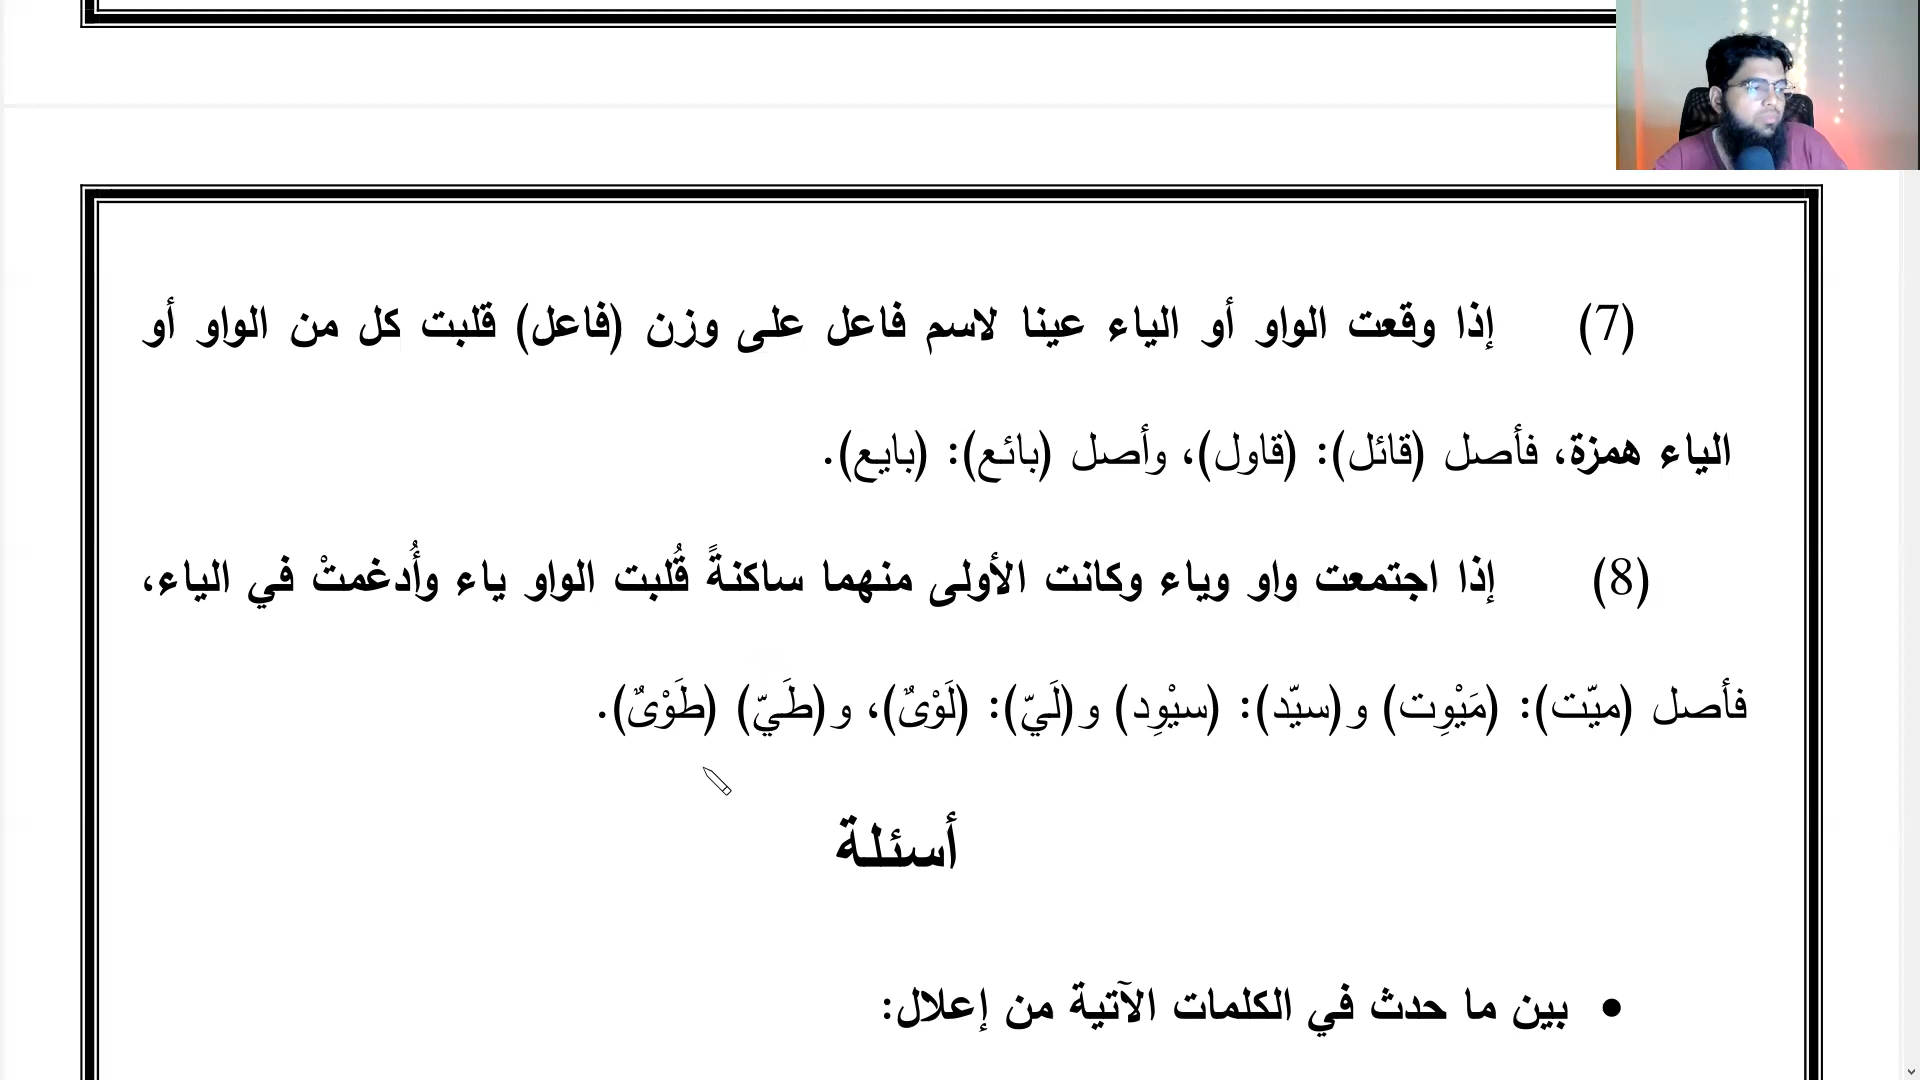 (7) إذا وقعت الواو أو الياء عينا لاسم فاعل على وزن (فاعل) قلبت كل من الواو أو
الياء همزة، فأصل (قائل): (قاول)، وأصل (بائع): (بايع).
(8) إذا اجتمعت واو وياء وكانت الأولى منهما ساكنةً قُلبت الواو ياء وأُدغمتْ في الياء،
فأصل (ميّت): (مَيْوِت) و(سيّد): (سيْوِد) و(لَيّ): (لَوْىٌ)، و(طَيّ) (طَوْىٌ).
أسئلة
• بين ما حدث في الكلمات الآتية من إعلال: